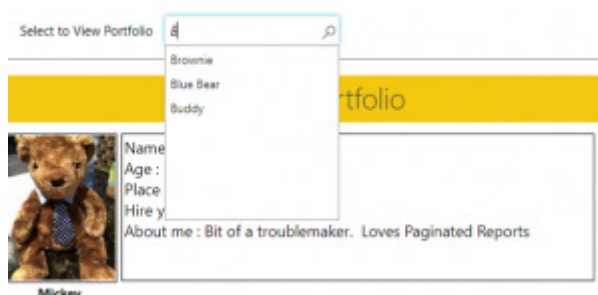 Select to View Portfolio
B
Brownie
Blue Bear
Buddy
rtfolio
Name
Age :
Place
Hire y
About me : Bit of a troublemaker. Loves Paginated Reports
Mickey